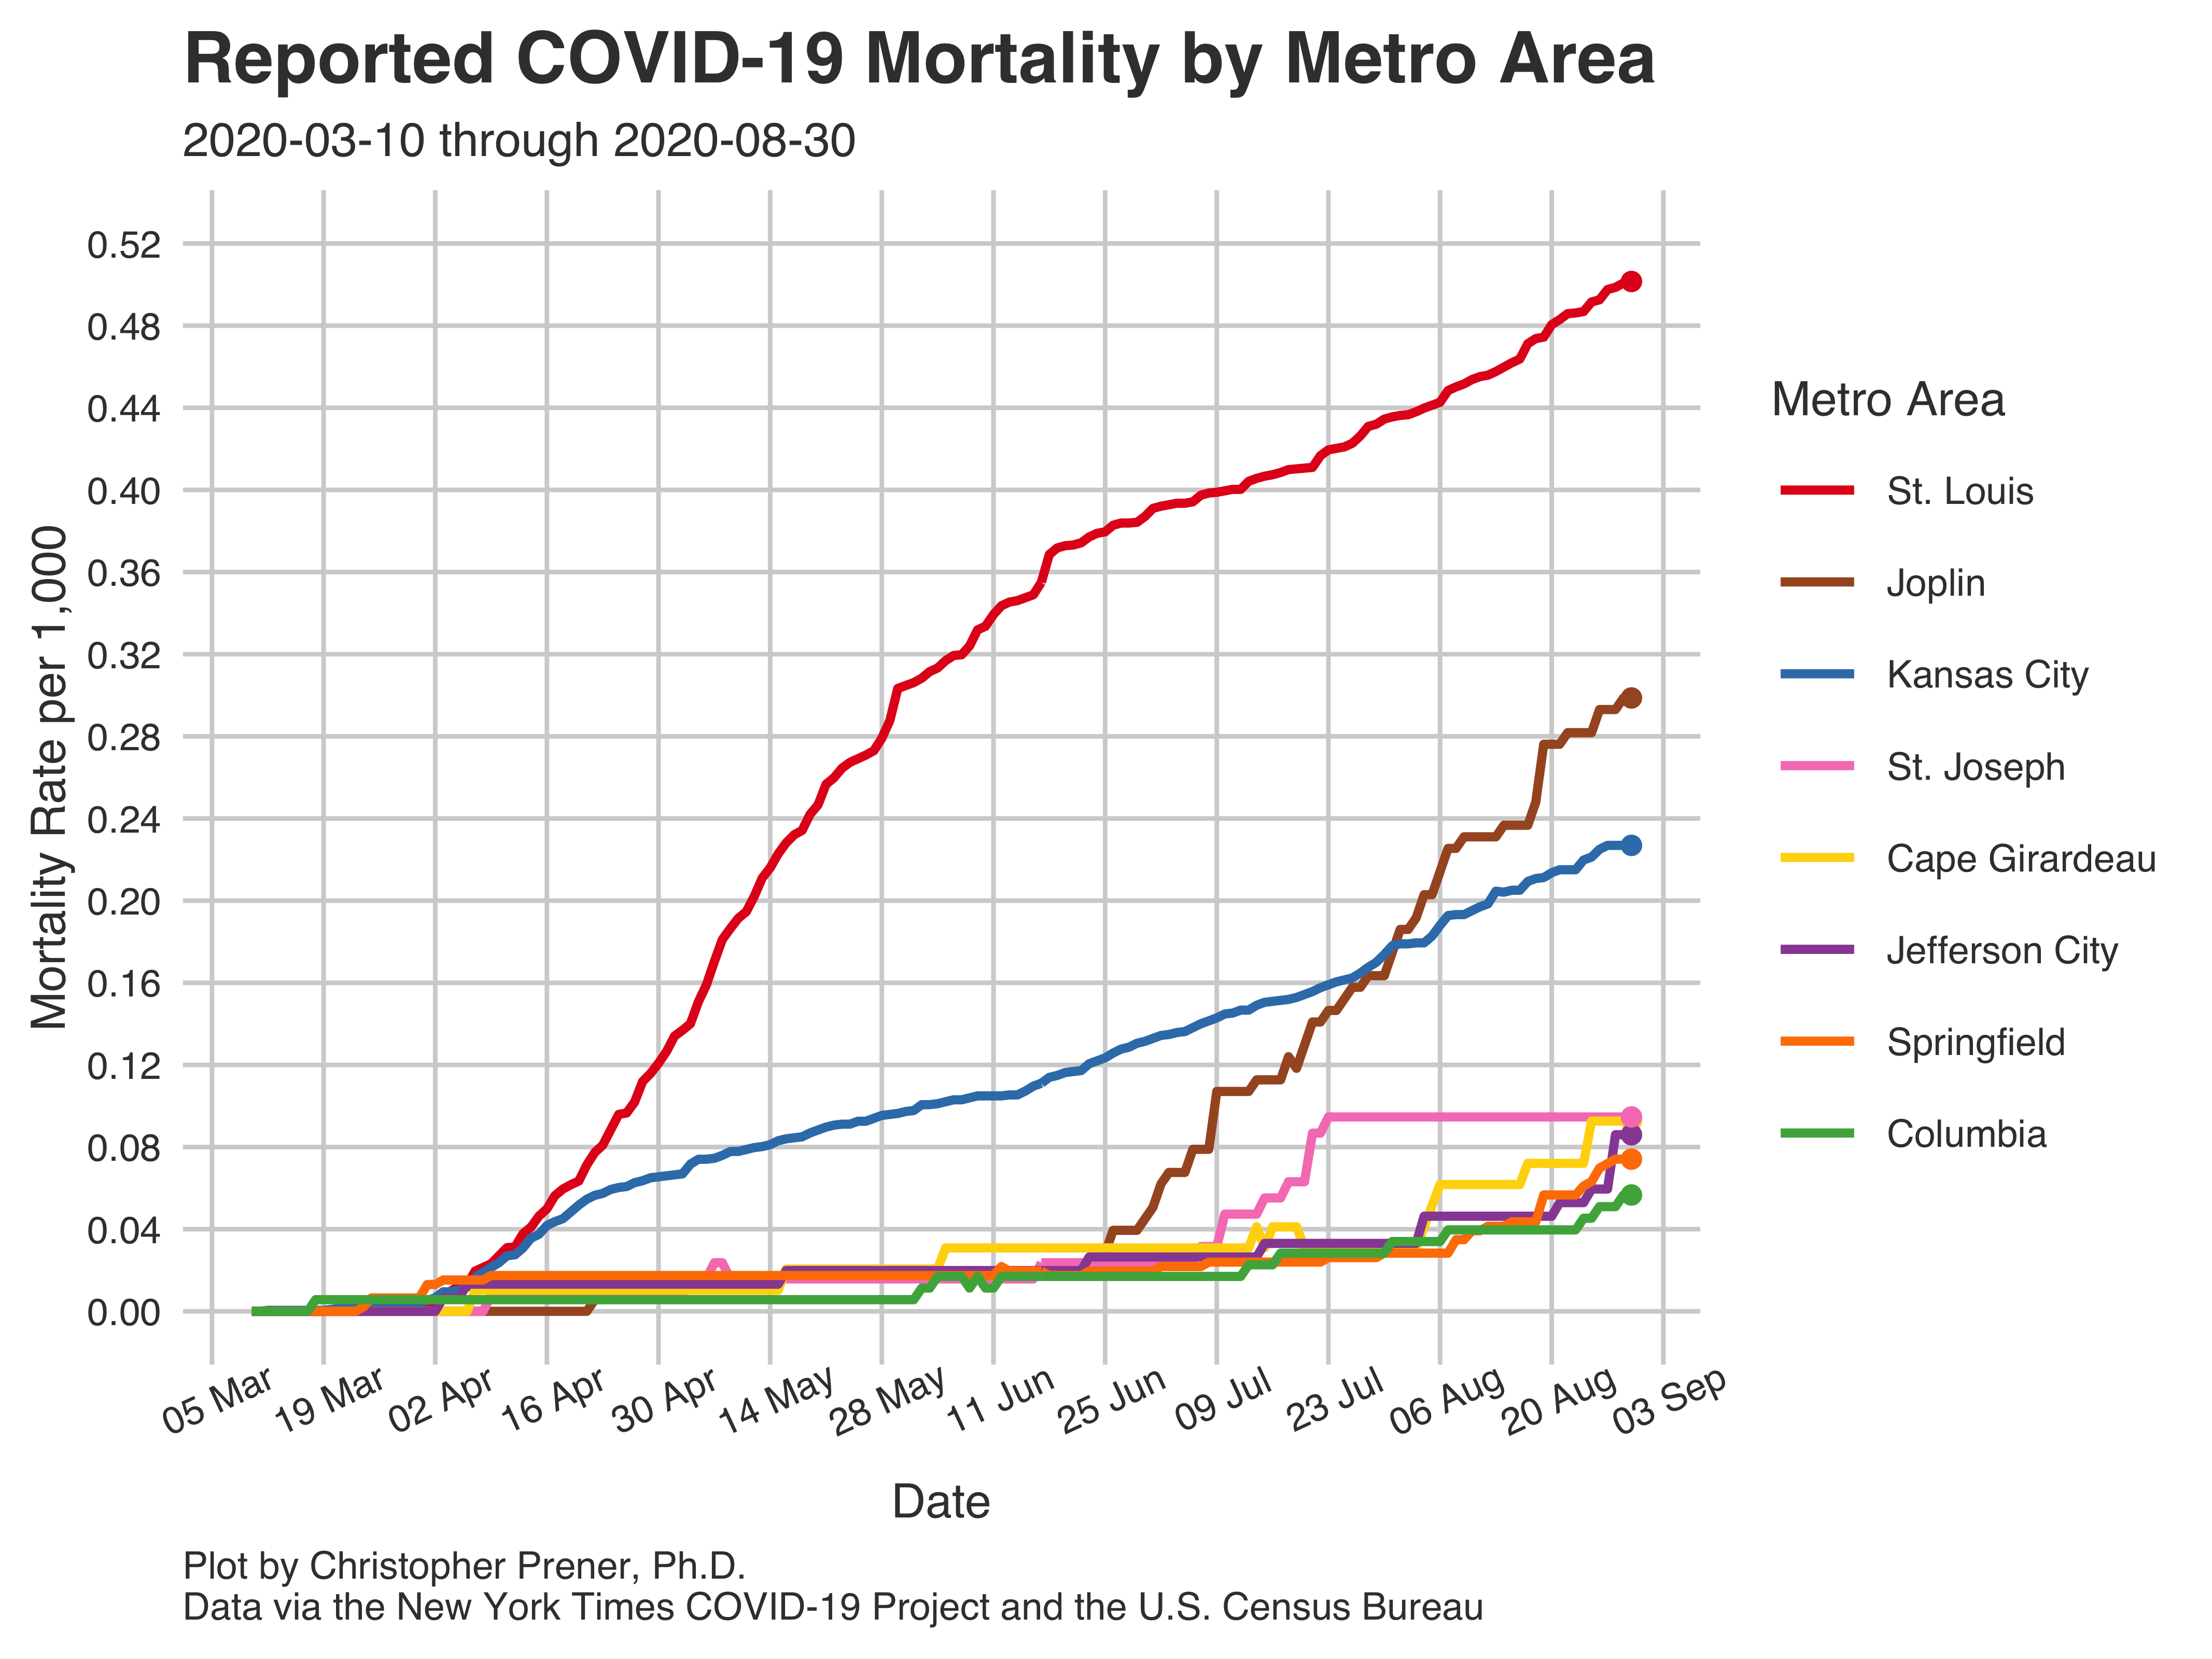 Reported COVID-19 Mortality by Metro Area
2020-03-10 through 2020-08-30
0.52
0.48
0.44
0.40
0.36
0.32
0.28
0.24
0.20
0.16
0.12
0.08
0.04
0.00
Mortality Rate per 1,000
05 Mar
19 Mar
02 Apr
16 Apr
30 Apr
14 May
28 May
11 Jun
25 Jun
09 Jul
23 Jul
06 Aug
20 Aug
03 Sep
Date
Metro Area
St. Louis
Joplin
Kansas City
St. Joseph
Cape Girardeau
Jefferson City
Springfield
Columbia
Plot by Christopher Prener, Ph.D.
Data via the New York Times COVID-19 Project and the U.S. Census Bureau